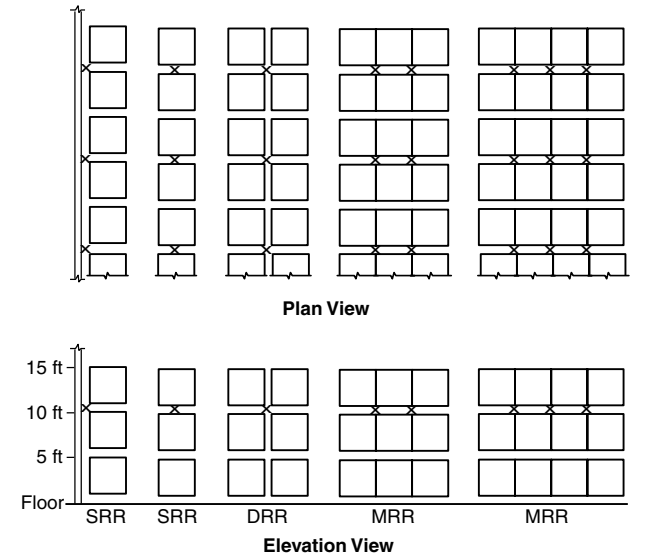 Plan View
15 ft
10 ft
5 ft
Floor
SRR SRR DRR MRR MRR
Elevation View